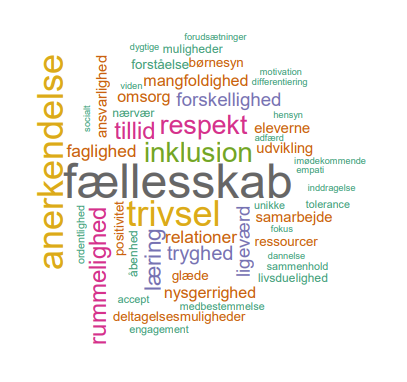 forudsætninger
dygtige
muligheder
forståelse
børnesyn
motivation
mangfoldighed
differentiering
viden
omsorg
forskellighed
ansvarlighed
nærvær
hensyn
socialt
tillid
respekt
eleverne
adfærd
anerkendelse
faglighed
inklusion
udvikling
imødekommende
empati
fællesskab
inddragelse
trivsel
unikke
tolerance
samarbejde
ordentlighed
positivitet
fokus
relationer
ressourcer
rummelighed
åbenhed
læring
tryghed
ligeværd
dannelse
sammenhold
glæde
livsduelighed
nysgerrighed
accept
medbestemmelse
deltagelsesmuligheder
engagement